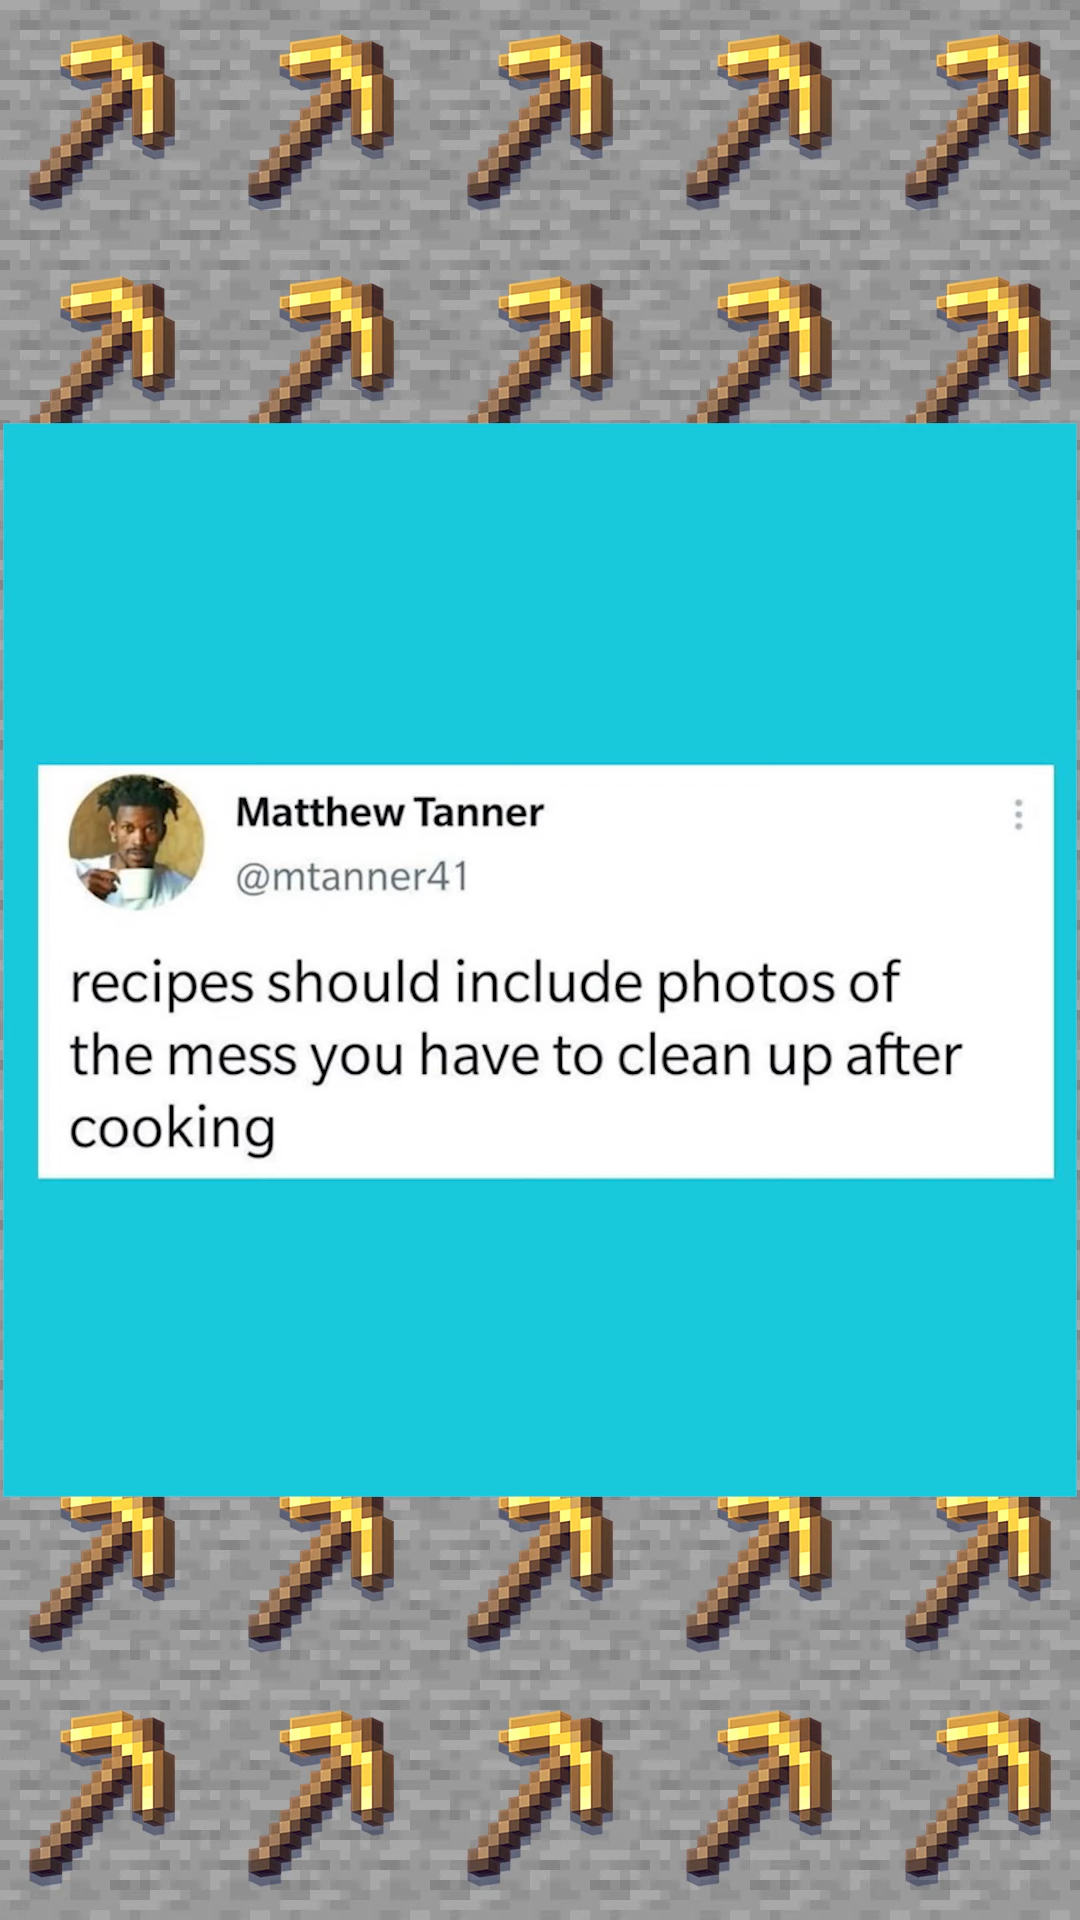 Matthew Tanner
@mtanner41
recipes should include photos of
the mess you have to clean up after
cooking